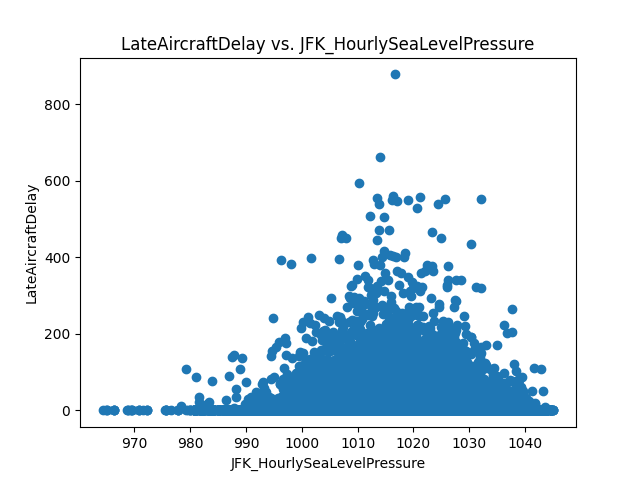 LateAircraftDelay vs. JFK_HourlySeaLevelPressure
800
600
400
200
0
LateAircraftDelay
970 980 990 1000 1010 1020 1030 1040
JFK_HourlySeaLevelPressure